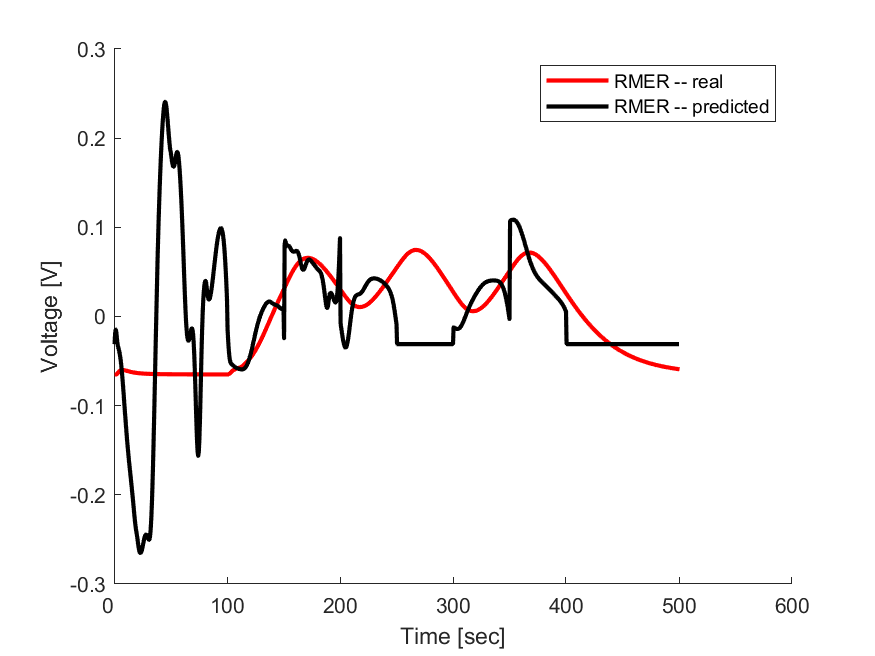 0.3
0.2
0.1
0
-0.1
-0.2
-0.3
Voltage [V]
0 100 200 300 400 500 600
Time [sec]
RMER -- real
RMER -- predicted